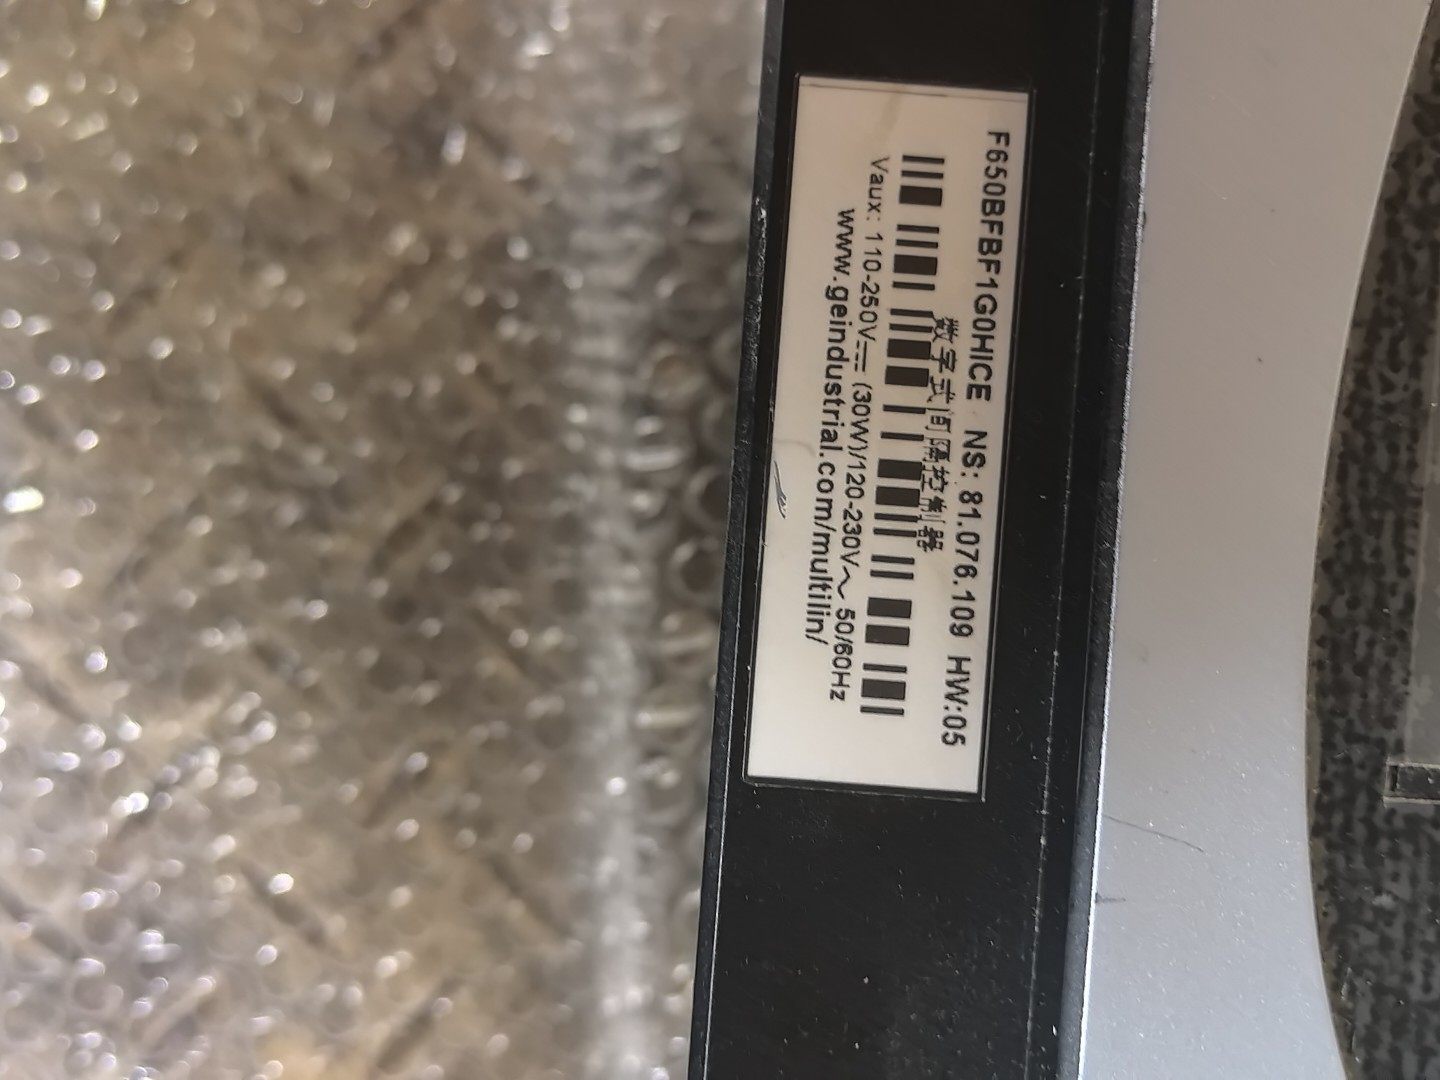 F650BFBF1G0HICE NS: 81.076.109 HW:05
数字式间隔控制器
Vaux: 110-250V⎓ (30W)/120-230V～ 50/60Hz
www.geindustrial.com/multilin/